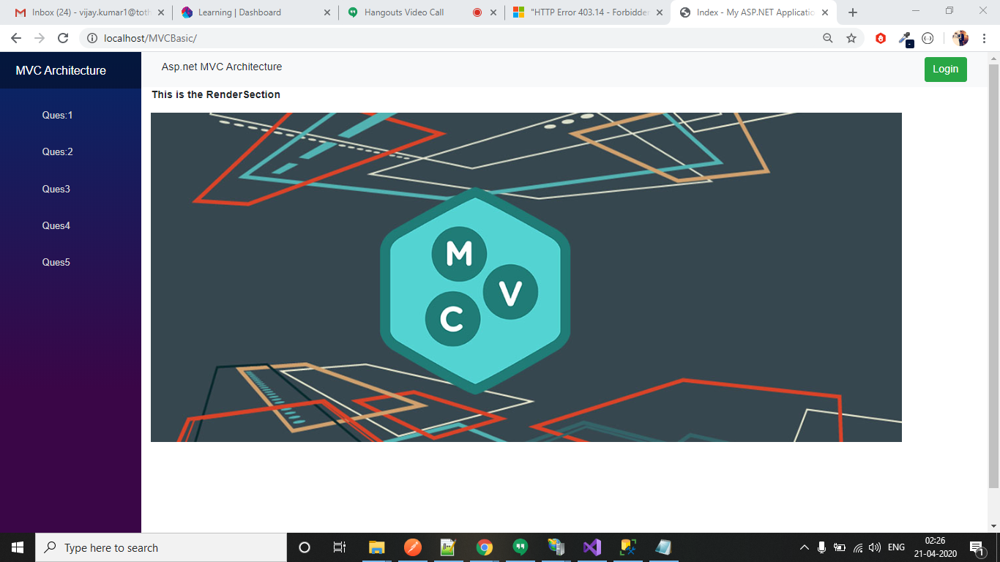 Inbox (24) - vijay.kumar1@toth
Learning | Dashboard
Hangouts Video Call
"HTTP Error 403.14 - Forbidden
Index - My ASP.NET Applicatio
localhost/MVCBasic/
MVC Architecture
Asp.net MVC Architecture
Login
This is the RenderSection
Ques:1
Ques:2
Ques3
Ques4
Ques5
M
V
C
Type here to search
ENG
02:26
21-04-2020
1